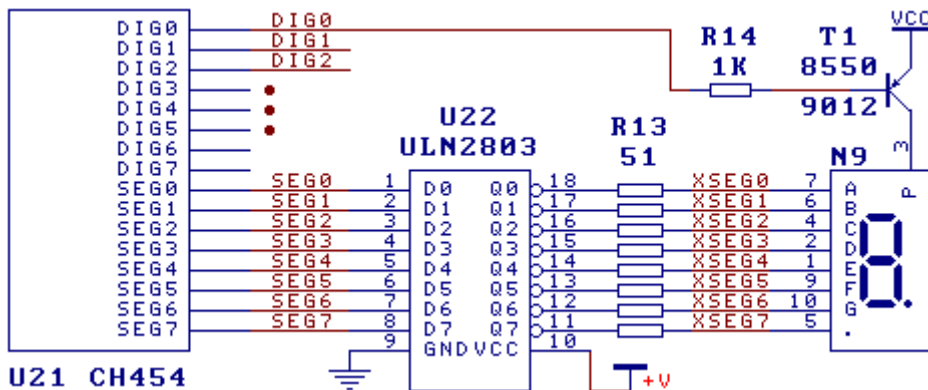 DIG0 DIG0 VCC
DIG1 DIG1 R14 T1
DIG2 DIG2 1K 8550
DIG3
DIG4 U22 9012
DIG5 ULN2803 R13 3
DIG6 51 N9
DIG7
SEG0 SEG0 1 D0 Q0 18 XSEG0 7 A P
SEG1 SEG1 2 D1 Q1 17 XSEG1 6 B
SEG2 SEG2 3 D2 Q2 16 XSEG2 4 C
SEG3 SEG3 4 D3 Q3 15 XSEG3 2 D
SEG4 SEG4 5 D4 Q4 14 XSEG4 1 E
SEG5 SEG5 6 D5 Q5 13 XSEG5 9 F
SEG6 SEG6 7 D6 Q6 12 XSEG6 10 G
SEG7 SEG7 8 D7 Q7 11 XSEG7 5 .
9 GND VCC 10
U21 CH454 +V